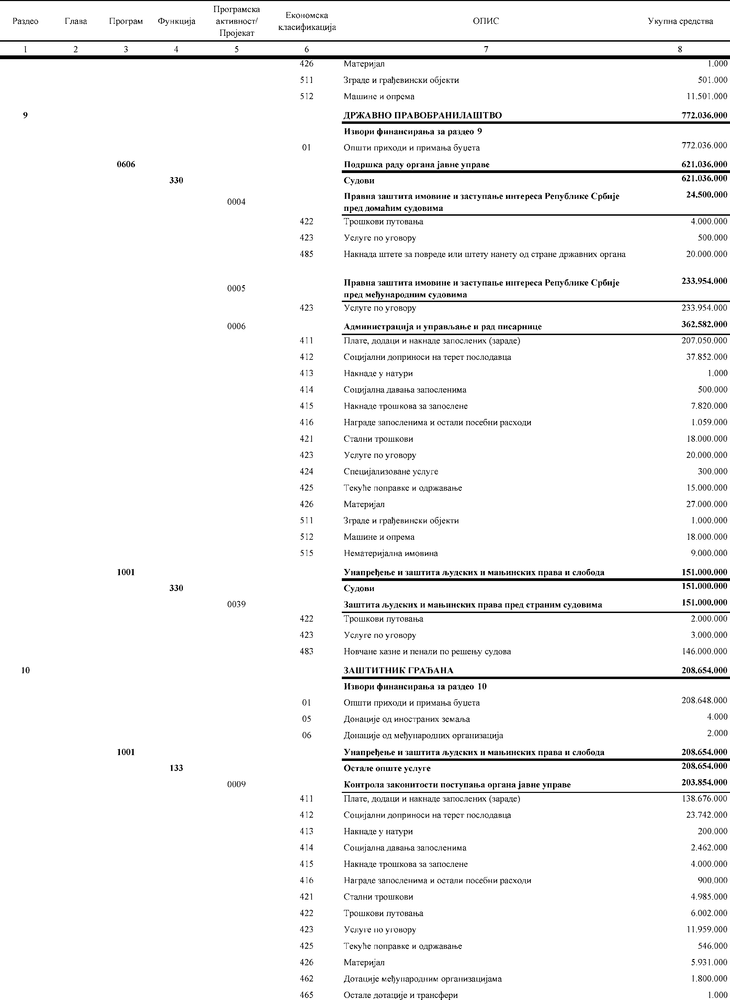 Раздео Глава Програм Функција Програмска активност/ Пројекат Економска класификација ОПИС Укупна средства
1 2 3 4 5 6 7 8
426 Материјал 1.000
511 Зграде и грађевински објекти 501.000
512 Машине и опрема 11.501.000
9 ДРЖАВНО ПРАВОБРАНИЛАШТВО 772.036.000
Извори финансирања за раздео 9
01 Општи приходи и примања буџета 772.036.000
0606 Подршка раду органа јавне управе 621.036.000
330 Судови 621.036.000
0004 Правна заштита имовине и заступање интереса Републике Србије 24.500.000
пред домаћим судовима
422 Трошкови путовања 4.000.000
423 Услуге по уговору 500.000
485 Накнада штете за повреде или штету нанету од стране државних органа 20.000.000
0005 Правна заштита имовине и заступање интереса Републике Србије 233.954.000
пред међународним судовима
423 Услуге по уговору 233.954.000
0006 Администрација и управљање и рад писарнице 362.582.000
411 Плате, додаци и накнаде запослених (зараде) 207.050.000
412 Социјални доприноси на терет послодавца 37.852.000
413 Накнаде у натури 1.000
414 Социјална давања запосленима 500.000
415 Накнаде трошкова за запослене 7.820.000
416 Награде запосленима и остали посебни расходи 1.059.000
421 Стални трошкови 18.000.000
423 Услуге по уговору 20.000.000
424 Специјализоване услуге 300.000
425 Текуће поправке и одржавање 15.000.000
426 Материјал 27.000.000
511 Зграде и грађевински објекти 1.000.000
512 Машине и опрема 18.000.000
515 Нематеријална имовина 9.000.000
1001 Унапређење и заштита људских и мањинских права и слобода 151.000.000
330 Судови 151.000.000
0039 Заштита људских и мањинских права пред страним судовима 151.000.000
422 Трошкови путовања 2.000.000
423 Услуге по уговору 3.000.000
483 Новчане казне и пенали по решењу судова 146.000.000
10 ЗАШТИТНИК ГРАЂАНА 208.654.000
Извори финансирања за раздео 10
01 Општи приходи и примања буџета 208.648.000
05 Донације од иностраних земаља 4.000
06 Донације од међународних организација 2.000
1001 Унапређење и заштита људских и мањинских права и слобода 208.654.000
133 Остале опште услуге 208.654.000
0009 Контрола законитости поступања органа јавне управе 203.854.000
411 Плате, додаци и накнаде запослених (зараде) 138.676.000
412 Социјални доприноси на терет послодавца 23.742.000
413 Накнаде у натури 200.000
414 Социјална давања запосленима 2.462.000
415 Накнаде трошкова за запослене 4.000.000
416 Награде запосленима и остали посебни расходи 900.000
421 Стални трошкови 4.985.000
422 Трошкови путовања 6.002.000
423 Услуге по уговору 11.959.000
425 Текуће поправке и одржавање 546.000
426 Материјал 5.931.000
462 Дотације међународним организацијама 1.800.000
465 Остале дотације и трансфери 1.000